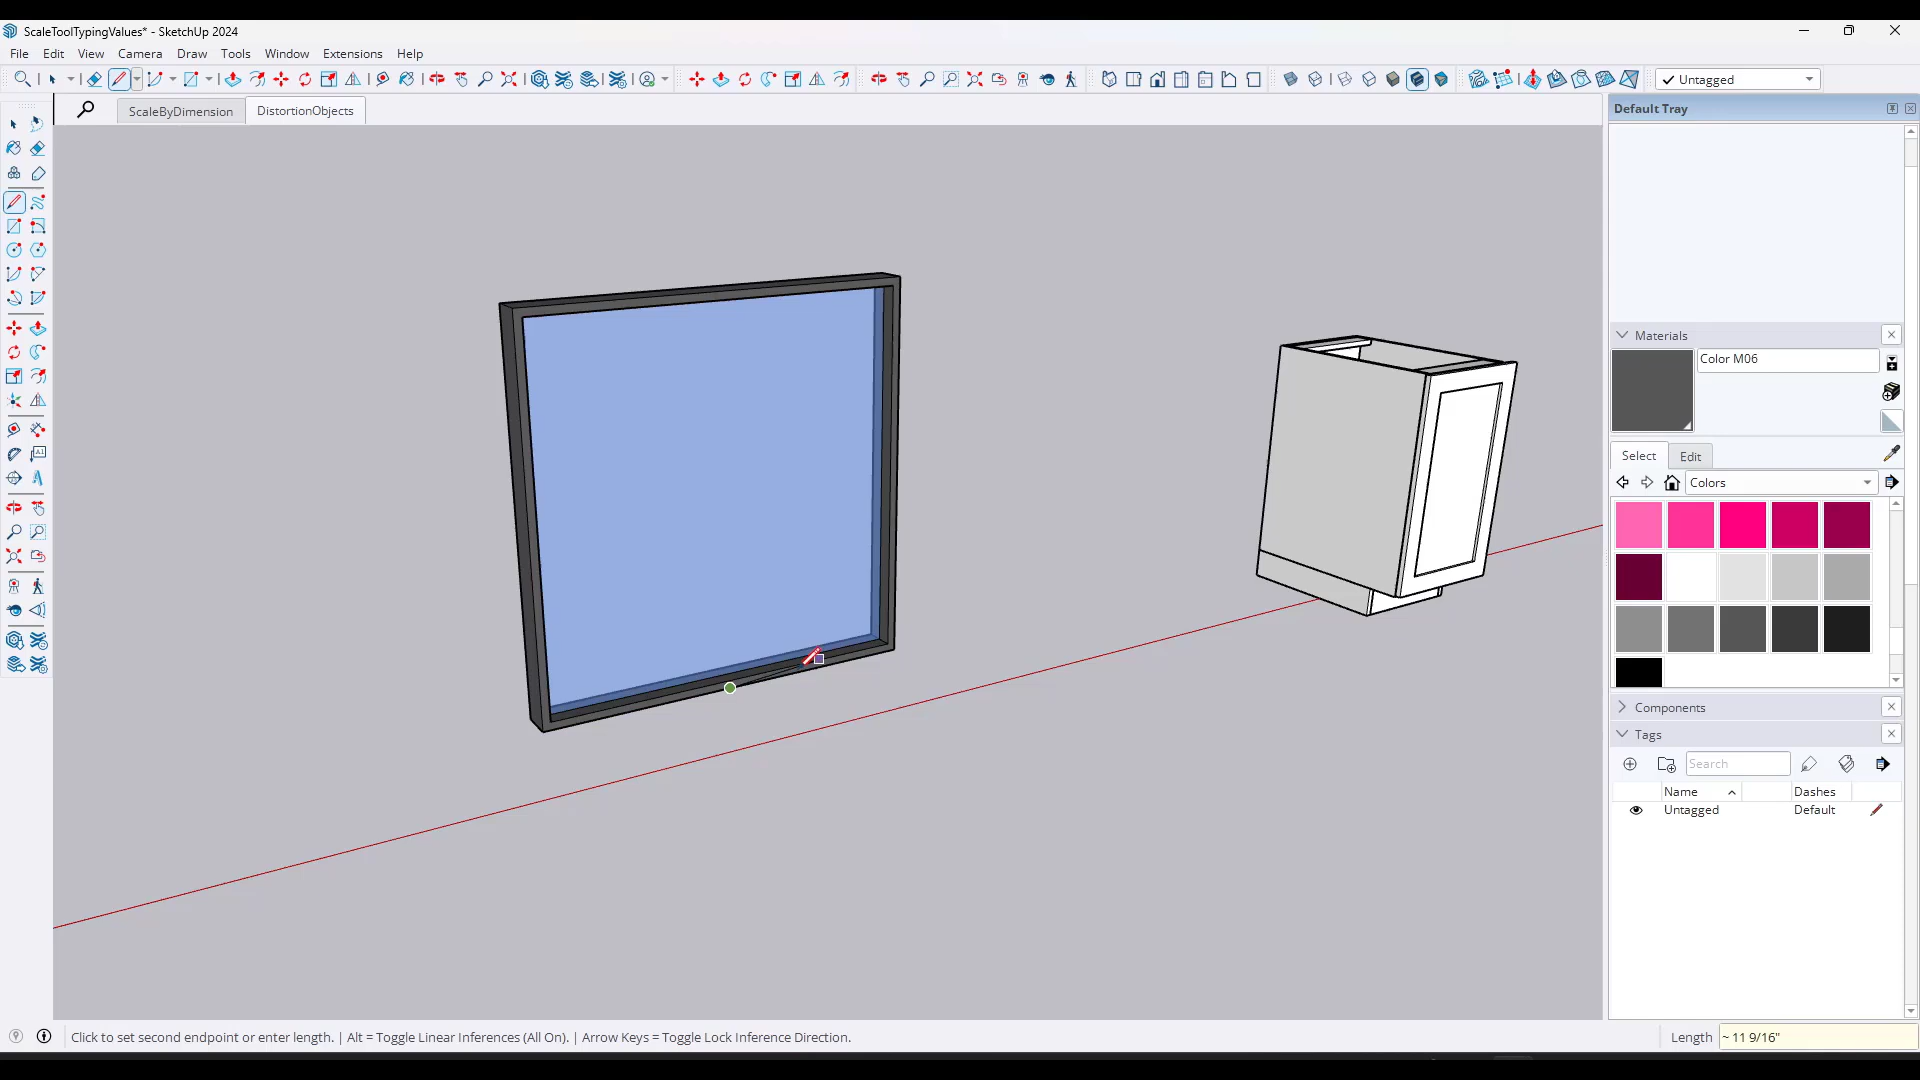 ScaleToolTypingValues* - SketchUp 2024
File Edit View Camera Draw Tools Window Extensions Help
Untagged
ScaleByDimension DistortionObjects
Default Tray
Materials
Color M06
Select Edit
Colors
Components
Tags
Search
Name Dashes
Untagged Default
Click to set second endpoint or enter length. | Alt = Toggle Linear Inferences (All On). | Arrow Keys = Toggle Lock Inference Direction.
Length ~ 11 9/16"